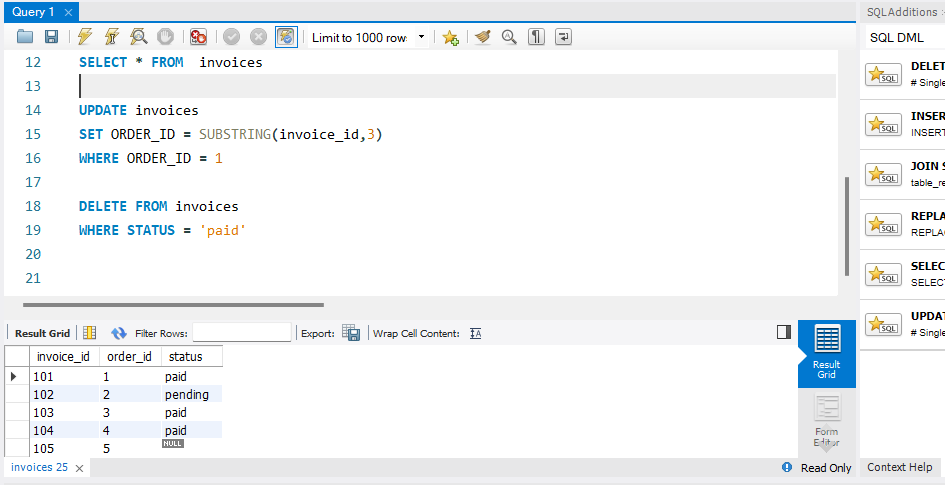 Query 1
SQLAdditions
Limit to 1000 rows
SQL DML
12 SELECT * FROM  invoices
13
14 UPDATE invoices
15 SET ORDER_ID = SUBSTRING(invoice_id,3)
16 WHERE ORDER_ID = 1
17
18 DELETE FROM invoices
19 WHERE STATUS = 'paid'
20
21
DELET
# Single
INSER
INSERT
JOIN S
table_re
REPLA
REPLAC
SELEC
SELECT
UPDAT
# Single
Result Grid
Filter Rows:
Export:
Wrap Cell Content:
invoice_id order_id status
101 1 paid
102 2 pending
103 3 paid
104 4 paid
105 5 NULL
Result
Grid
Form
Editor
invoices 25
Read Only
Context Help